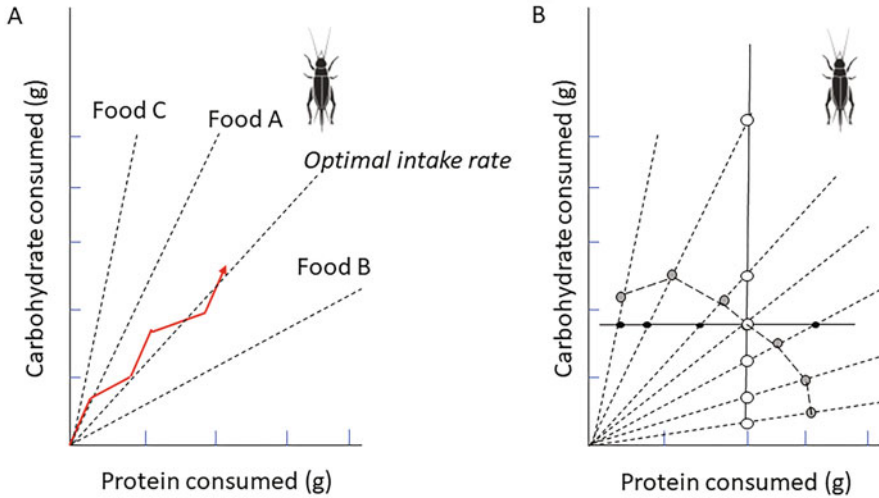 A
Carbohydrate consumed (g)
Food C
Food A
Optimal intake rate
Food B
Protein consumed (g)
B
Carbohydrate consumed (g)
Protein consumed (g)